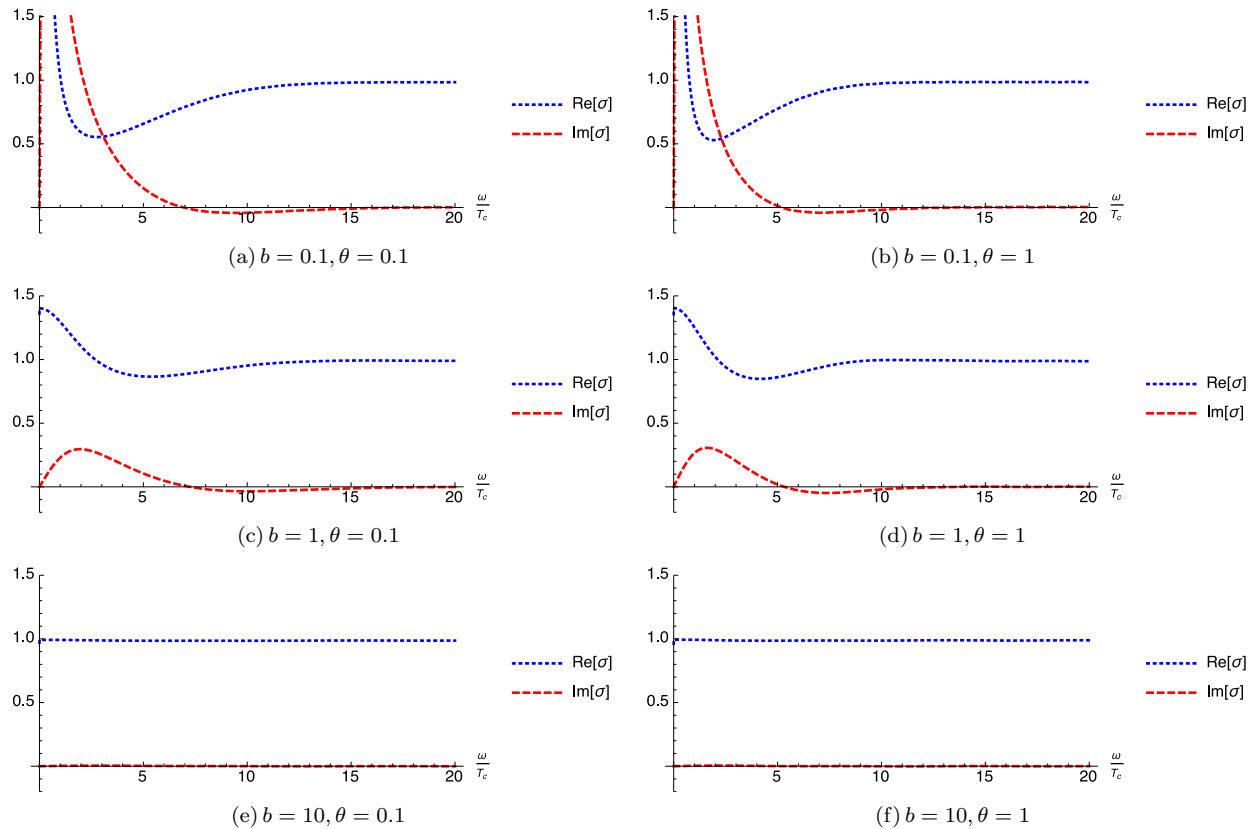 1.5
1.0
0.5
5 10 15 20
ω/T_c
Re[σ]
Im[σ]
(a) b = 0.1, θ = 0.1
1.5
1.0
0.5
5 10 15 20
ω/T_c
Re[σ]
Im[σ]
(b) b = 0.1, θ = 1
1.5
1.0
0.5
5 10 15 20
ω/T_c
Re[σ]
Im[σ]
(c) b = 1, θ = 0.1
1.5
1.0
0.5
5 10 15 20
ω/T_c
Re[σ]
Im[σ]
(d) b = 1, θ = 1
1.5
1.0
0.5
5 10 15 20
ω/T_c
Re[σ]
Im[σ]
(e) b = 10, θ = 0.1
1.5
1.0
0.5
5 10 15 20
ω/T_c
Re[σ]
Im[σ]
(f) b = 10, θ = 1